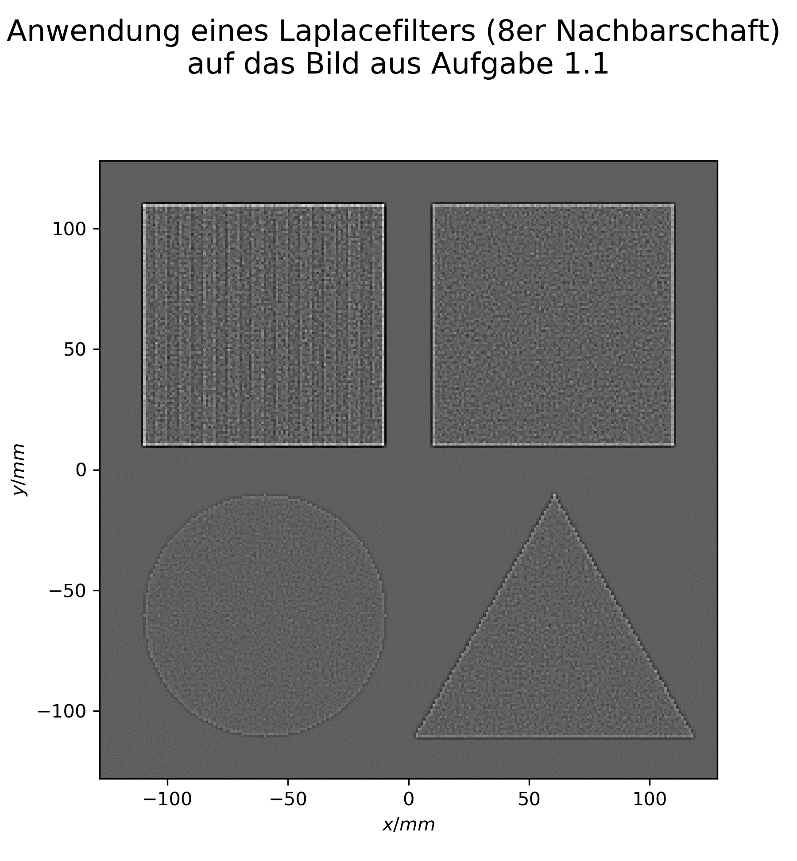 Anwendung eines Laplacefilters (8er Nachbarschaft)
auf das Bild aus Aufgabe 1.1
100
50
0
−50
−100
y/mm
−100 −50 0 50 100
x/mm